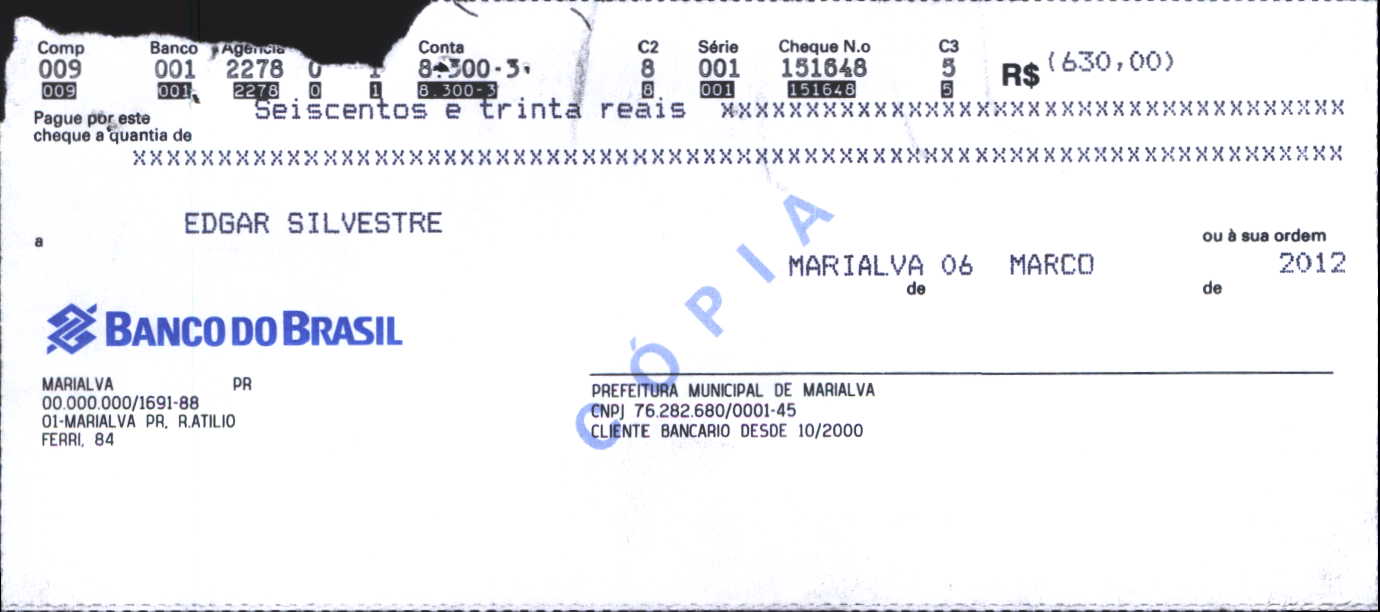 Comp Banco Agência Conta C2 Série Cheque N.o C3
009 001 2278 0 1 8.300-3 8 001 151648 5 R$ (630,00)
009 001 2278 0 1 8.300-3 8 001 151648 5
Seiscentos e trinta reais xxxxxxxxxxxxxxxxxxxxxxxxxxxxxxxxxxxxx
Pague por este
cheque a quantia de
xxxxxxxxxxxxxxxxxxxxxxxxxxxxxxxxxxxxxxxxxxxxxxxxxxxxxxxxxxxxxxxxxxxxxxx
EDGAR SILVESTRE
a ou à sua ordem
MARIALVA 06 MARCO 2012
de de
CÓPIA
BANCO DO BRASIL
MARIALVA PR
00.000.000/1691-88
01-MARIALVA PR, R.ATILIO
FERRI, 84
PREFEITURA MUNICIPAL DE MARIALVA
CNPJ 76.282.680/0001-45
CLIENTE BANCARIO DESDE 10/2000